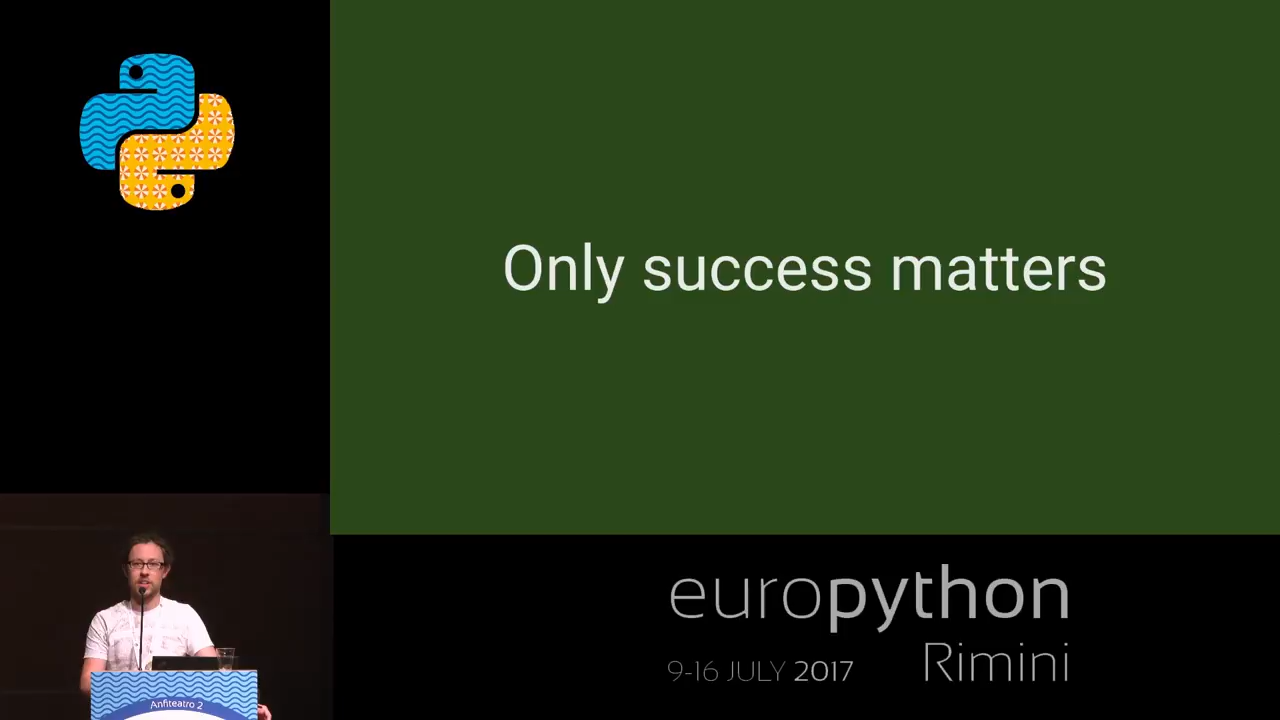 Only success matters
europython
9-16 JULY 2017
Rimini
Anfiteatro 2